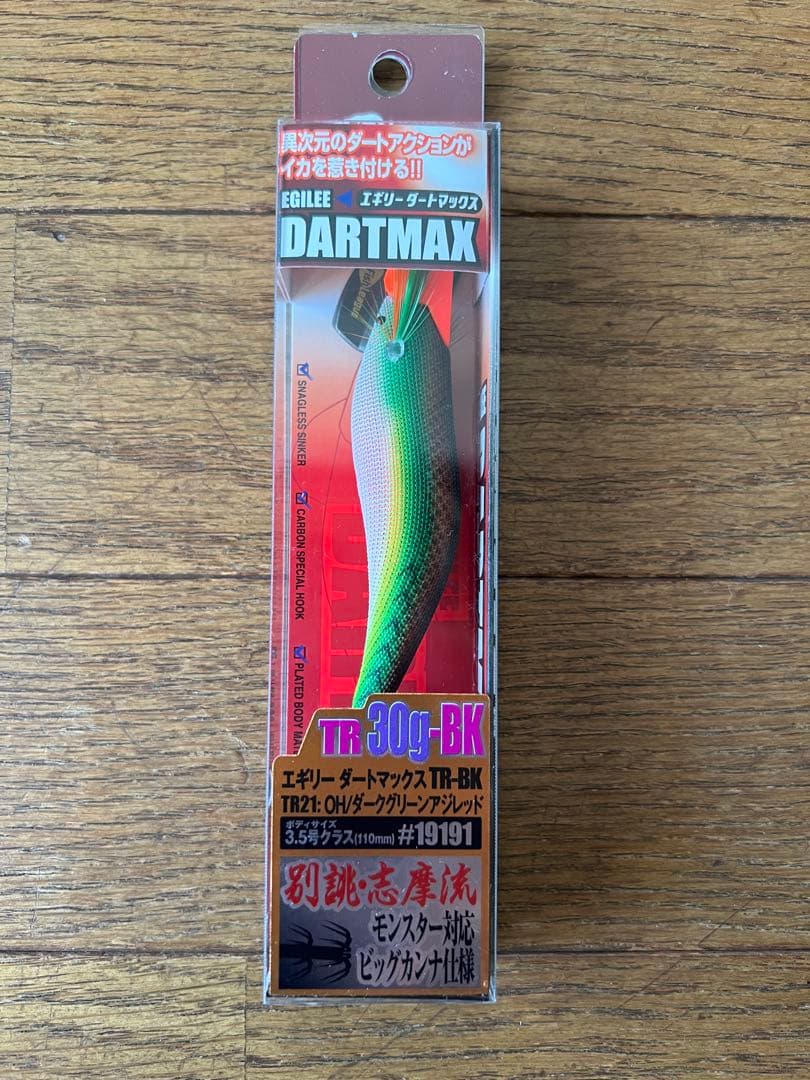 異次元のダートアクションが
イカを惹き付ける!!
EGILEE エギリー ダートマックス
DARTMAX
League
SNAGLESS SINKER
CARBON SPECIAL HOOK
PLATED BODY
TR 30g-BK
エギリー ダートマックス TR-BK
TR21: OH/ダークグリーンアジレッド
ボディサイズ
3.5号クラス(110mm) #19191
別誂・志摩流
モンスター対応
ビッグカンナ仕様